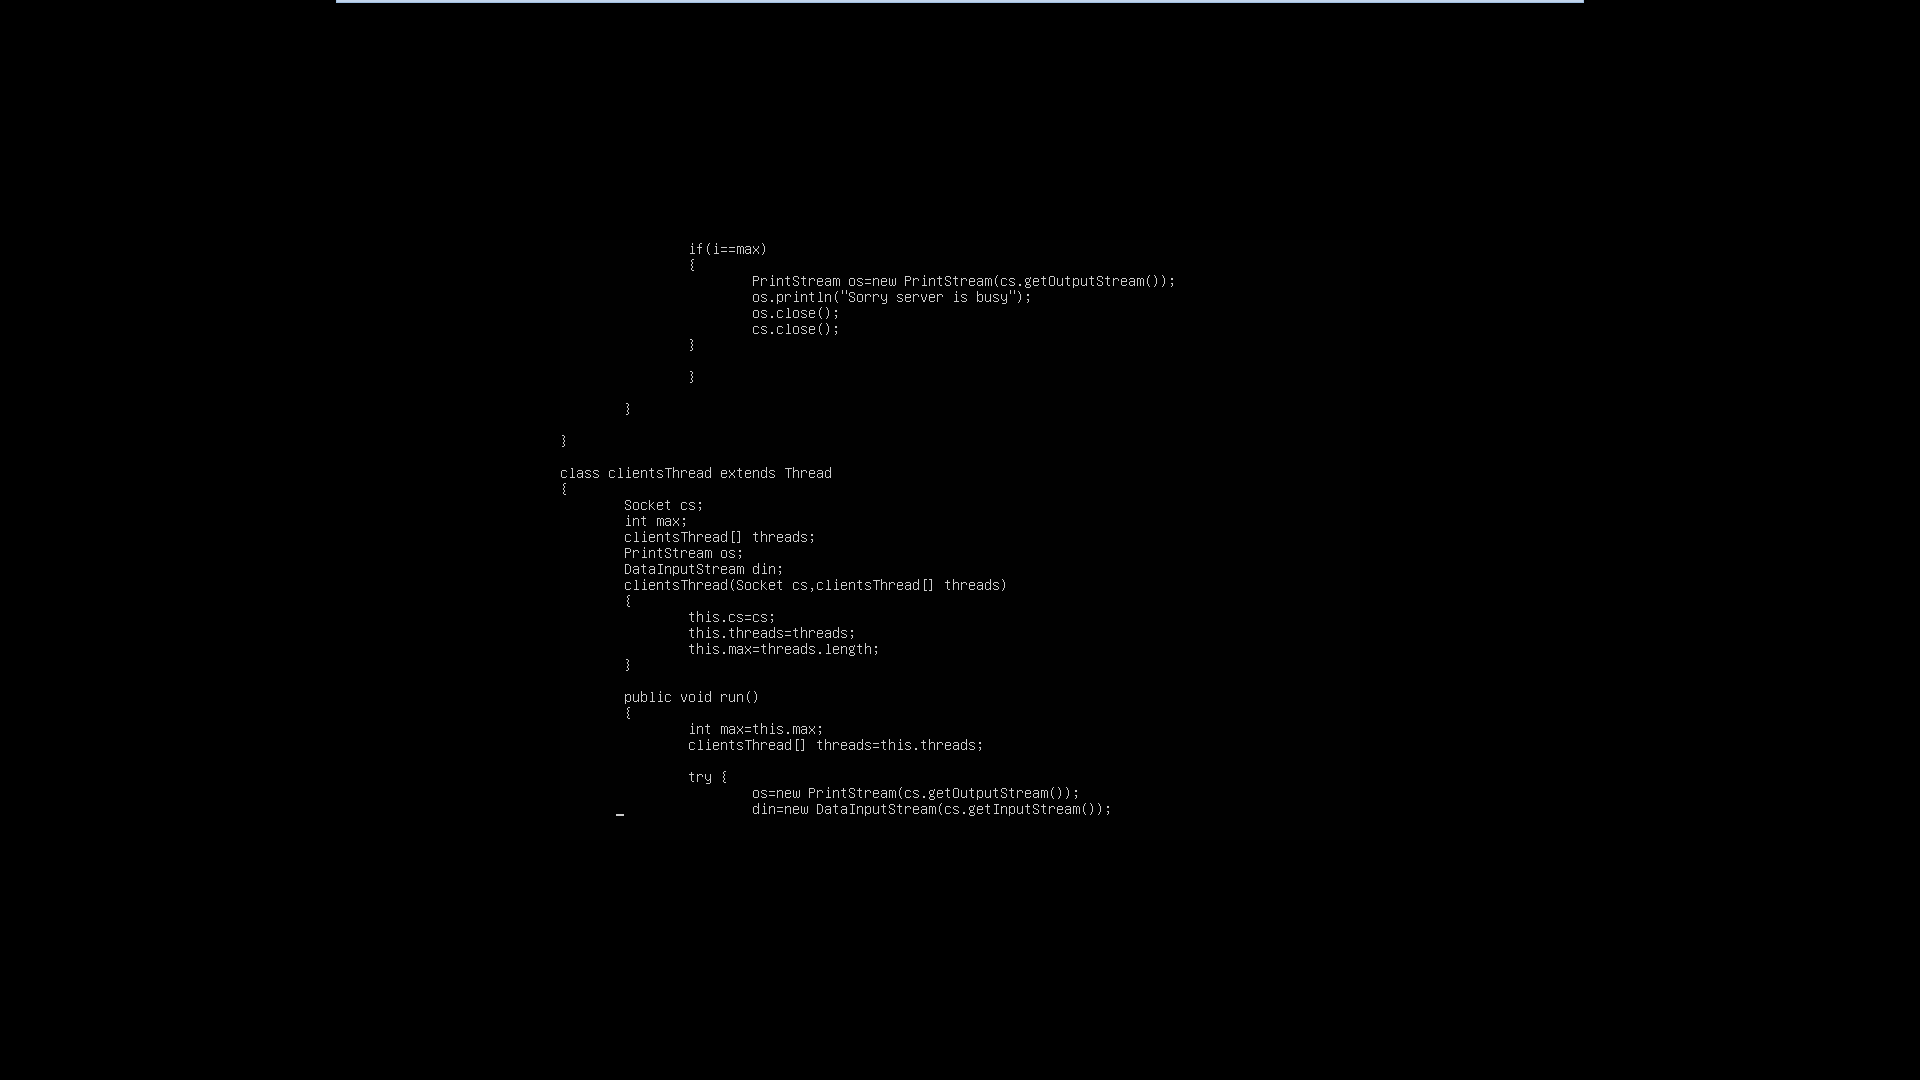 if(i==max)
{
PrintStream os=new PrintStream(cs.getOutputStream());
os.println("Sorry server is busy");
os.close();
cs.close();
}
}
}
}
class clientsThread extends Thread
{
Socket cs;
int max;
clientsThread[] threads;
PrintStream os;
DataInputStream din;
clientsThread(Socket cs,clientsThread[] threads)
{
this.cs=cs;
this.threads=threads;
this.max=threads.length;
}
public void run()
{
int max=this.max;
clientsThread[] threads=this.threads;
try {
os=new PrintStream(cs.getOutputStream());
din=new DataInputStream(cs.getInputStream());